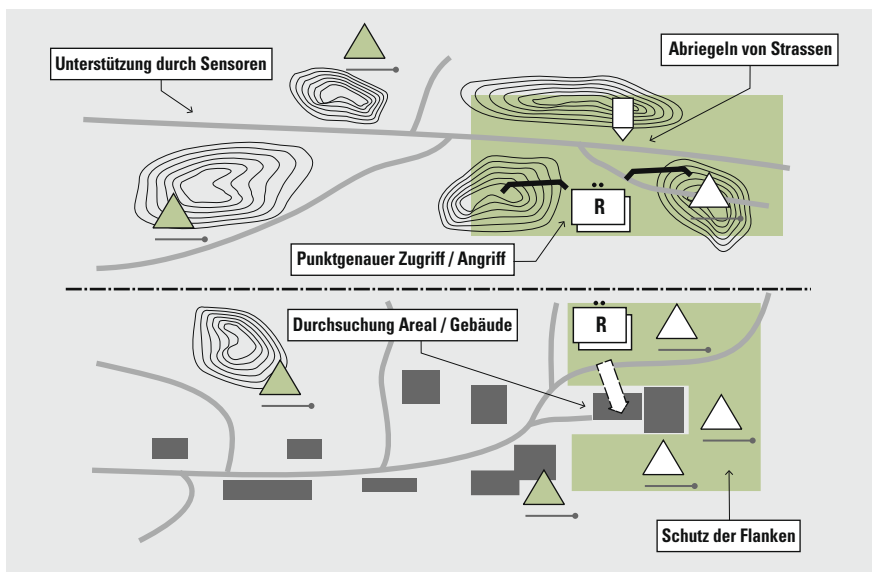 Unterstützung durch Sensoren
Abriegeln von Strassen
R
Punktgenauer Zugriff / Angriff
R
Durchsuchung Areal / Gebäude
Schutz der Flanken